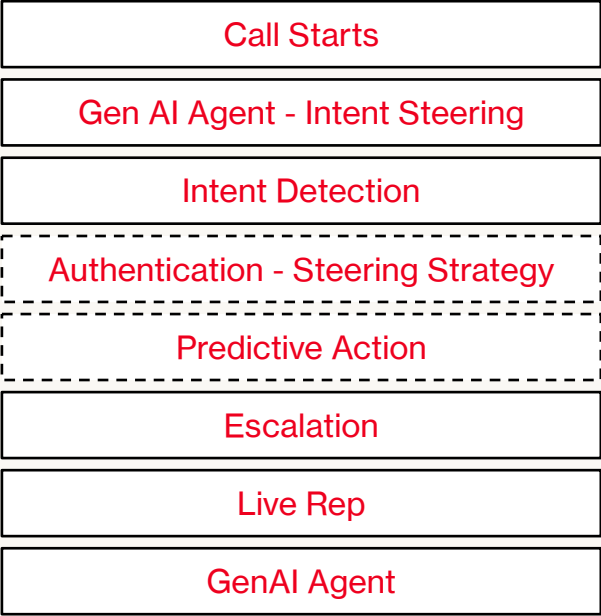 Call Starts
Gen AI Agent - Intent Steering
Intent Detection
Authentication - Steering Strategy
Predictive Action
Escalation
Live Rep
GenAI Agent